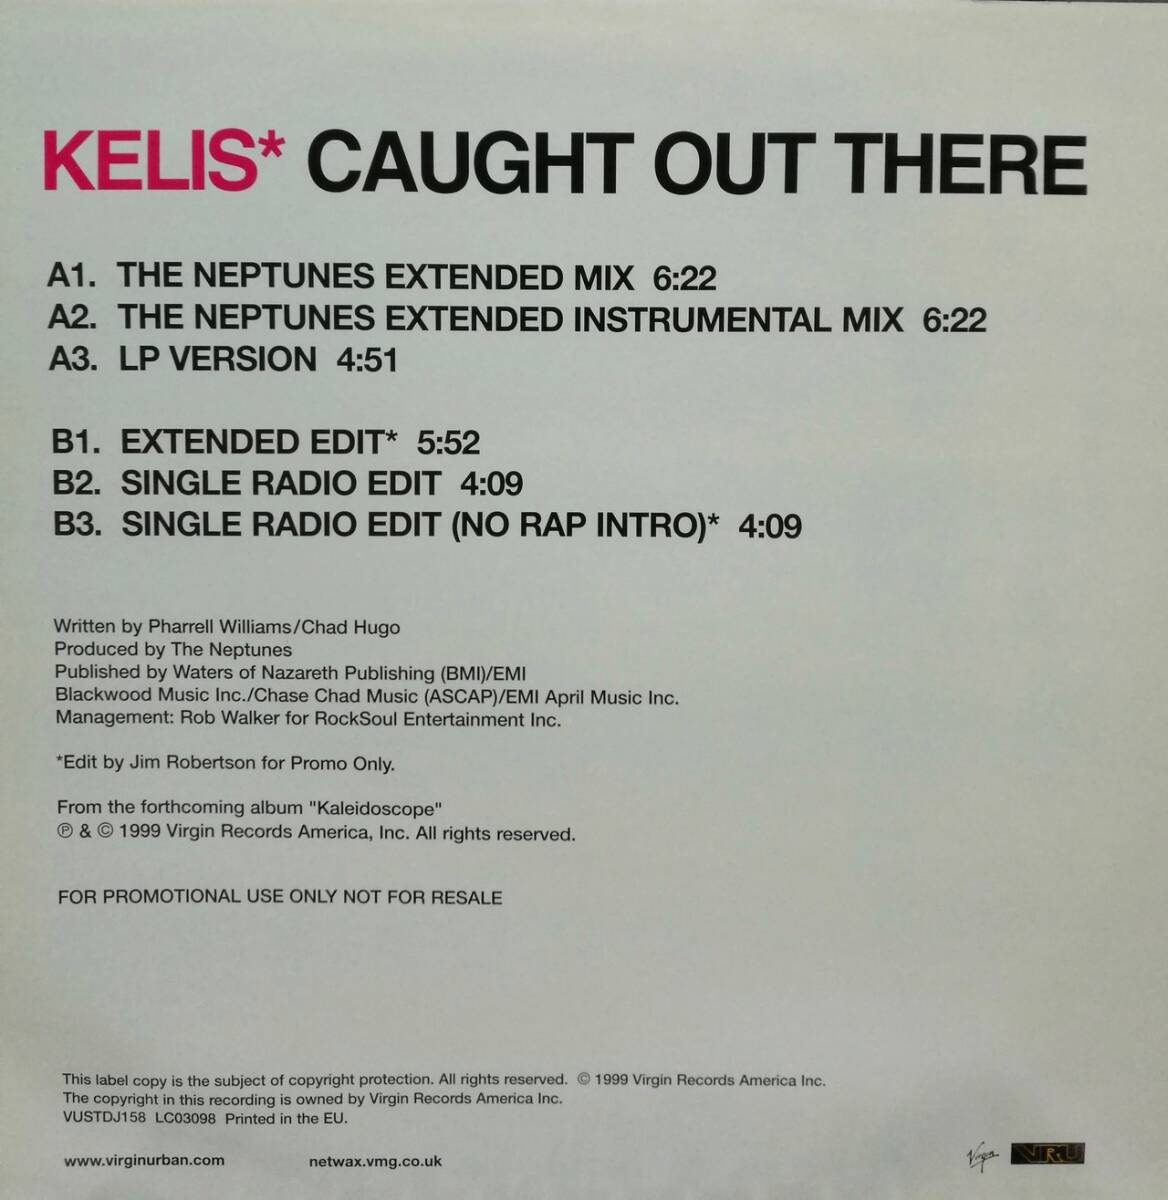 KELIS* CAUGHT OUT THERE
A1. THE NEPTUNES EXTENDED MIX 6:22
A2. THE NEPTUNES EXTENDED INSTRUMENTAL MIX 6:22
A3. LP VERSION 4:51
B1. EXTENDED EDIT* 5:52
B2. SINGLE RADIO EDIT 4:09
B3. SINGLE RADIO EDIT (NO RAP INTRO)* 4:09
Written by Pharrell Williams/Chad Hugo
Produced by The Neptunes
Published by Waters of Nazareth Publishing (BMI)/EMI
Blackwood Music Inc./Chase Chad Music (ASCAP)/EMI April Music Inc.
Management: Rob Walker for RockSoul Entertainment Inc.
*Edit by Jim Robertson for Promo Only.
From the forthcoming album "Kaleidoscope"
℗ & © 1999 Virgin Records America, Inc. All rights reserved.
FOR PROMOTIONAL USE ONLY NOT FOR RESALE
This label copy is the subject of copyright protection. All rights reserved. © 1999 Virgin Records America Inc.
The copyright in this recording is owned by Virgin Records America Inc.
VUSTDJ158 LC03098 Printed in the EU.
www.virginurban.com netwax.vmg.co.uk
Virgin